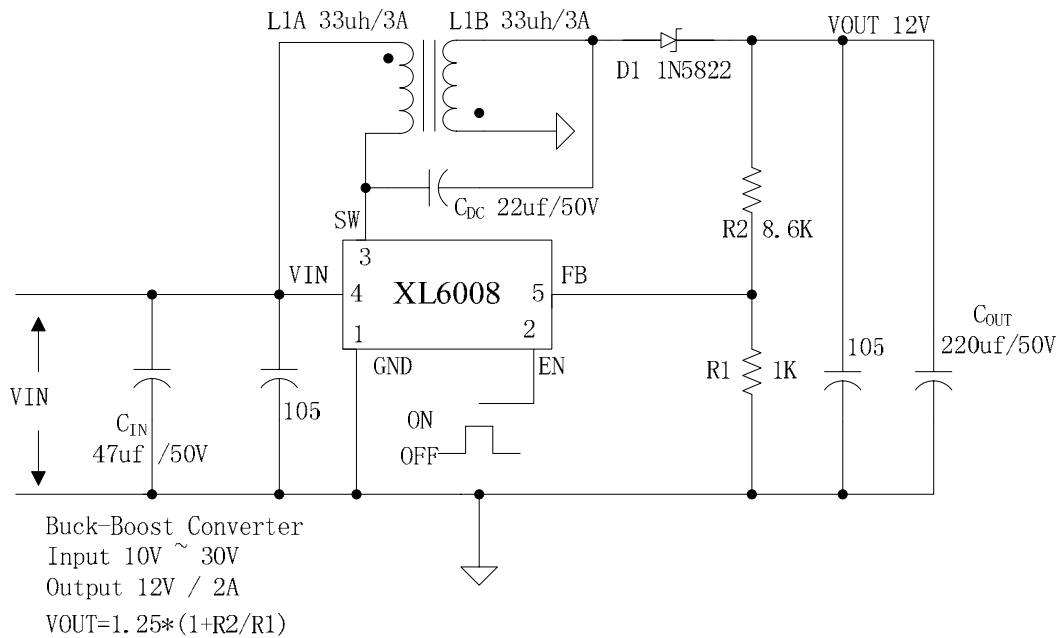 L1A 33uh/3A
L1B 33uh/3A
VOUT 12V
D1 1N5822
CDC 22uf/50V
SW
R2 8.6K
3
VIN
4
XL6008
5
FB
1
2
GND
EN
COUT
220uf/50V
105
R1
1K
VIN
105
ON
OFF
CIN
47uf /50V
Buck-Boost Converter
Input 10V ~ 30V
Output 12V / 2A
VOUT=1.25*(1+R2/R1)